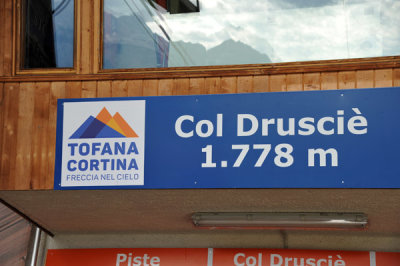 Col Drusciè
1.778 m
TOFANA
CORTINA
FRECCIA NEL CIELO
Piste
Col Drusciè